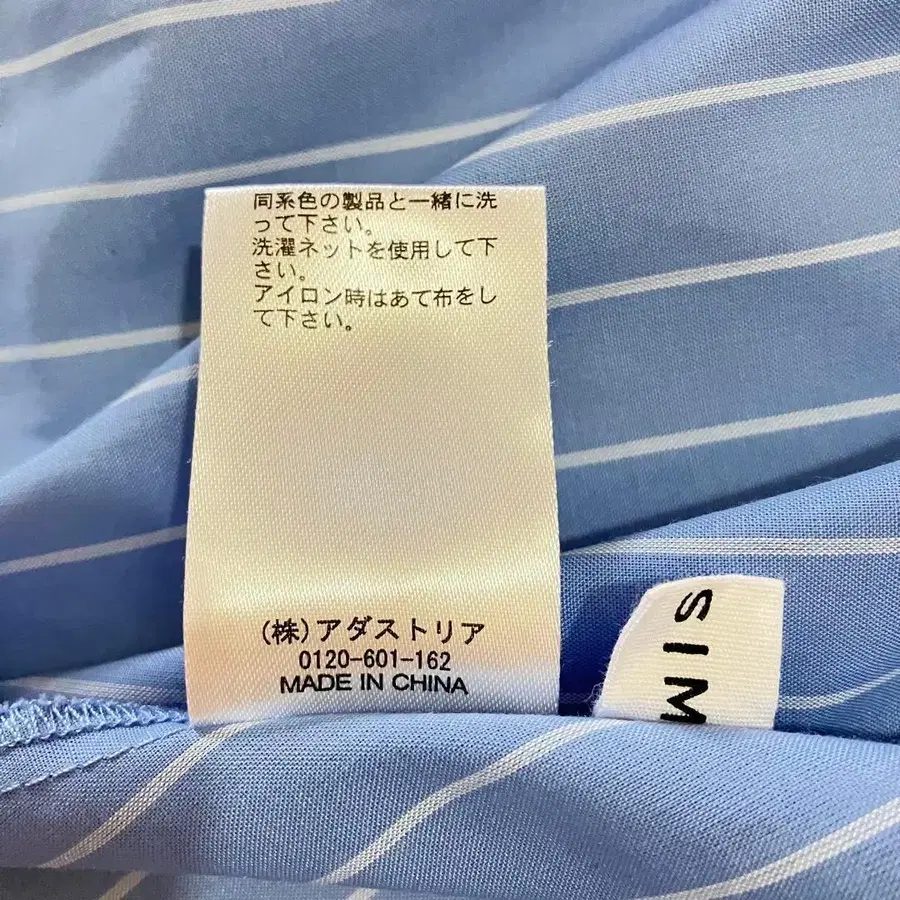 同系色の製品と一緒に洗
って下さい。
洗濯ネットを使用して下
さい。
アイロン時はあて布をし
て下さい。
(株)アダストリア
0120-601-162
MADE IN CHINA
SIM